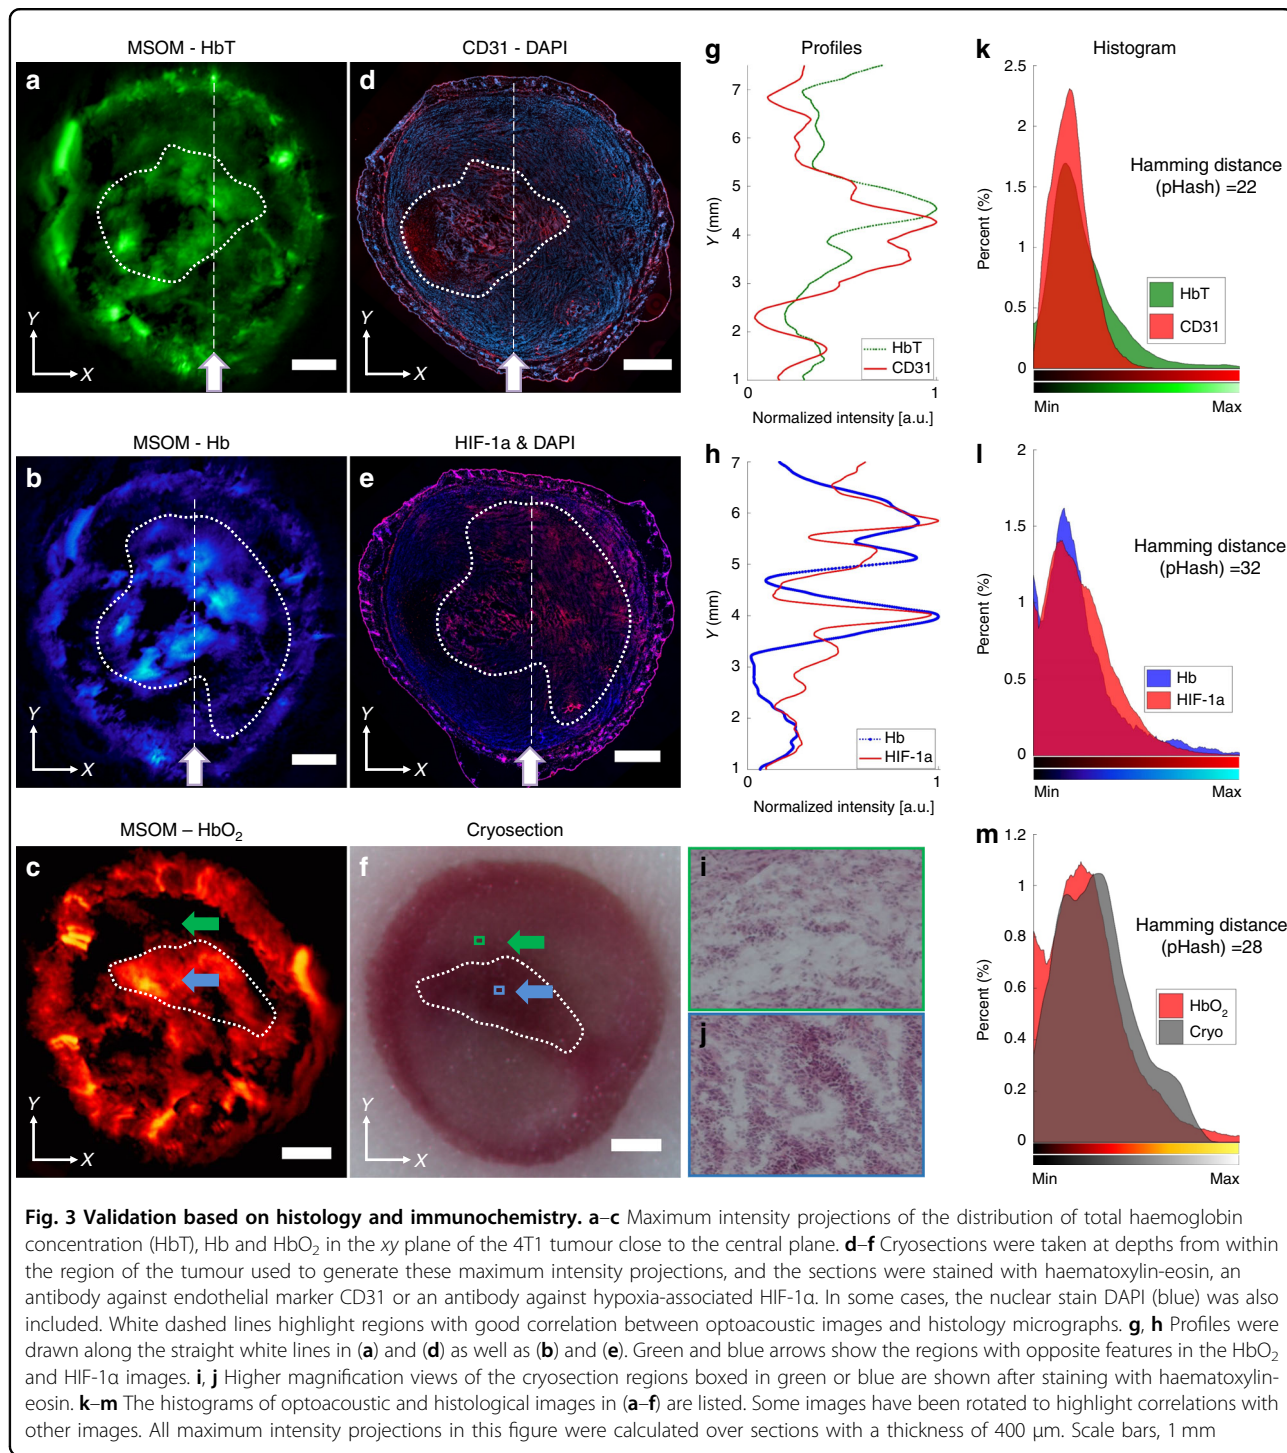 MSOM - HbT
CD31 - DAPI
g
Profiles
k
Histogram
a
d
Y
X
Y
X
7
6
5
4
3
2
1
Y (mm)
HbT
CD31
0
1
Normalized intensity [a.u.]
2.5
2
1.5
1
0.5
0
Percent (%)
Hamming distance
(pHash) =22
HbT
CD31
Min
Max
MSOM - Hb
HIF-1a & DAPI
b
e
h
l
Y
X
Y
X
7
6
5
4
3
2
1
Y (mm)
Hb
HIF-1a
0
1
Normalized intensity [a.u.]
2
1.5
1
0.5
0
Percent (%)
Hamming distance
(pHash) =32
Hb
HIF-1a
Min
Max
MSOM – HbO₂
Cryosection
c
f
i
j
m
Y
X
Y
X
1.2
1
0.8
0.6
0.4
0.2
0
Percent (%)
Hamming distance
(pHash) =28
HbO₂
Cryo
Min
Max
Fig. 3 Validation based on histology and immunochemistry. a–c Maximum intensity projections of the distribution of total haemoglobin
concentration (HbT), Hb and HbO₂ in the xy plane of the 4T1 tumour close to the central plane. d–f Cryosections were taken at depths from within
the region of the tumour used to generate these maximum intensity projections, and the sections were stained with haematoxylin-eosin, an
antibody against endothelial marker CD31 or an antibody against hypoxia-associated HIF-1α. In some cases, the nuclear stain DAPI (blue) was also
included. White dashed lines highlight regions with good correlation between optoacoustic images and histology micrographs. g, h Profiles were
drawn along the straight white lines in (a) and (d) as well as (b) and (e). Green and blue arrows show the regions with opposite features in the HbO₂
and HIF-1α images. i, j Higher magnification views of the cryosection regions boxed in green or blue are shown after staining with haematoxylin-
eosin. k–m The histograms of optoacoustic and histological images in (a–f) are listed. Some images have been rotated to highlight correlations with
other images. All maximum intensity projections in this figure were calculated over sections with a thickness of 400 μm. Scale bars, 1 mm